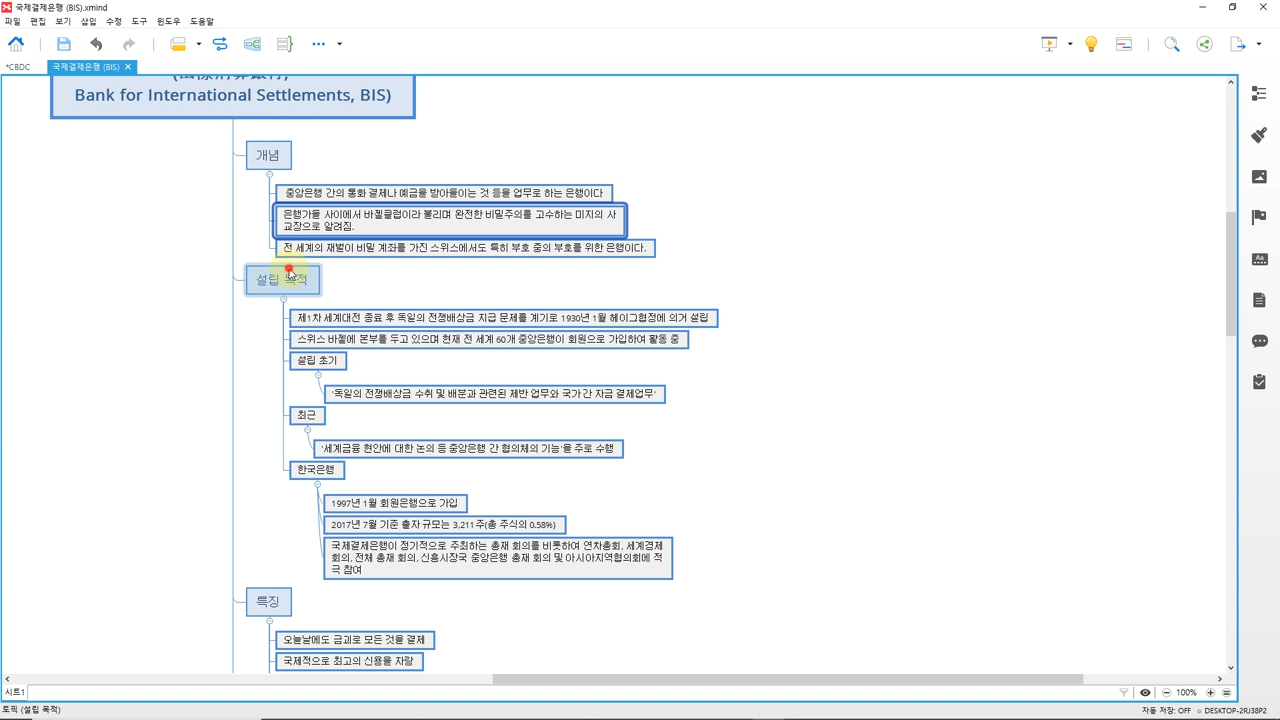 국제결제은행 (BIS).xmind
파일 편집 보기 삽입 수정 도구 윈도우 도움말
*CBDC
국제결제은행 (BIS)
Bank for International Settlements, BIS)
개념
중앙은행 간의 통화 결제나 예금을 받아들이는 것 등을 업무로 하는 은행이다
은행가들 사이에서 바젤클럽이라 불리며 완전한 비밀주의를 고수하는 미지의 사
교장으로 알려짐.
전 세계의 재벌이 비밀 계좌를 가진 스위스에서도 특히 부호 중의 부호를 위한 은행이다.
설립 목적
제1차 세계대전 종료 후 독일의 전쟁배상금 지급 문제를 계기로 1930년 1월 헤이그협정에 의거 설립
스위스 바젤에 본부를 두고 있으며 현재 전 세계 60개 중앙은행이 회원으로 가입하여 활동 중
설립 초기
'독일의 전쟁배상금 수취 및 배분과 관련된 제반 업무와 국가 간 자금 결제업무'
최근
'세계금융 현안에 대한 논의 등 중앙은행 간 협의체의 기능'을 주로 수행
한국은행
1997년 1월 회원은행으로 가입
2017년 7월 기준 출자 규모는 3,211주(총 주식의 0.58%)
국제결제은행이 정기적으로 주최하는 총재 회의를 비롯하여 연차총회, 세계경제
회의, 전체 총재 회의, 신흥시장국 중앙은행 총재 회의 및 아시아지역협의회에 적
극 참여
특징
오늘날에도 금괴로 모든 것을 결제
국제적으로 최고의 신용을 자랑
시트1
100%
토픽 (설립 목적)
자동 저장: OFF
DESKTOP-2RJ38P2